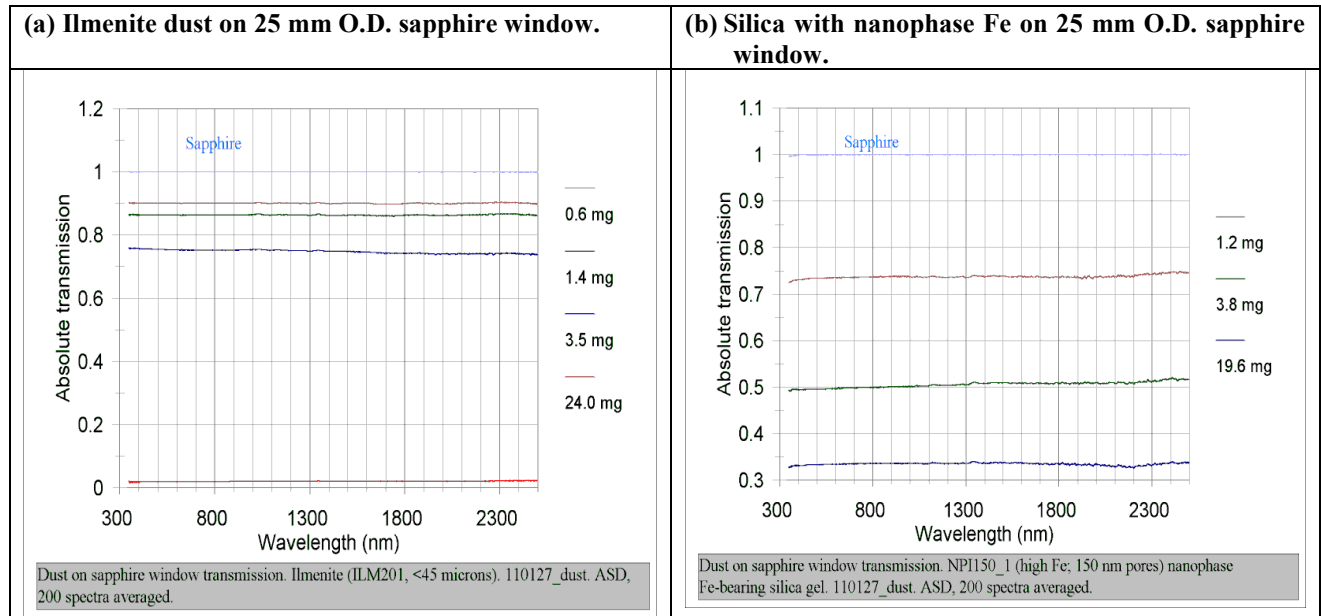 (a) Ilmenite dust on 25 mm O.D. sapphire window.
1.2
1
0.8
0.6
0.4
0.2
0
Absolute transmission
Sapphire
0.6 mg
1.4 mg
3.5 mg
24.0 mg
300 800 1300 1800 2300
Wavelength (nm)
Dust on sapphire window transmission. Ilmenite (ILM201, <45 microns). 110127_dust. ASD,
200 spectra averaged.
(b) Silica with nanophase Fe on 25 mm O.D. sapphire
window.
1.1
1
0.9
0.8
0.7
0.6
0.5
0.4
0.3
Absolute transmission
Sapphire
1.2 mg
3.8 mg
19.6 mg
300 800 1300 1800 2300
Wavelength (nm)
Dust on sapphire window transmission. NPI150_1 (high Fe; 150 nm pores) nanophase
Fe-bearing silica gel. 110127_dust. ASD, 200 spectra averaged.